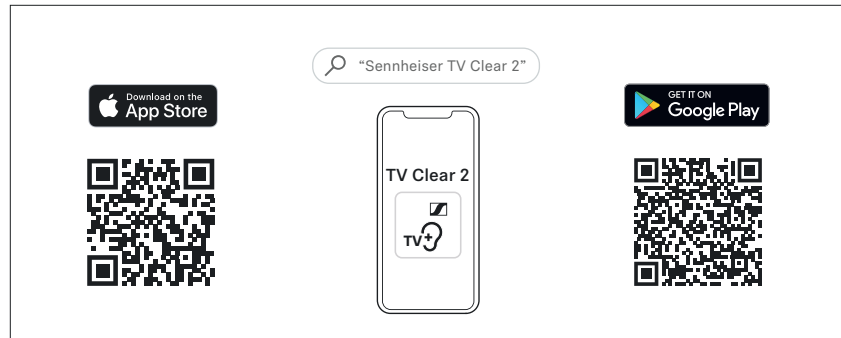 “Sennheiser TV Clear 2”
Download on the
App Store
GET IT ON
Google Play
TV Clear 2
TV+